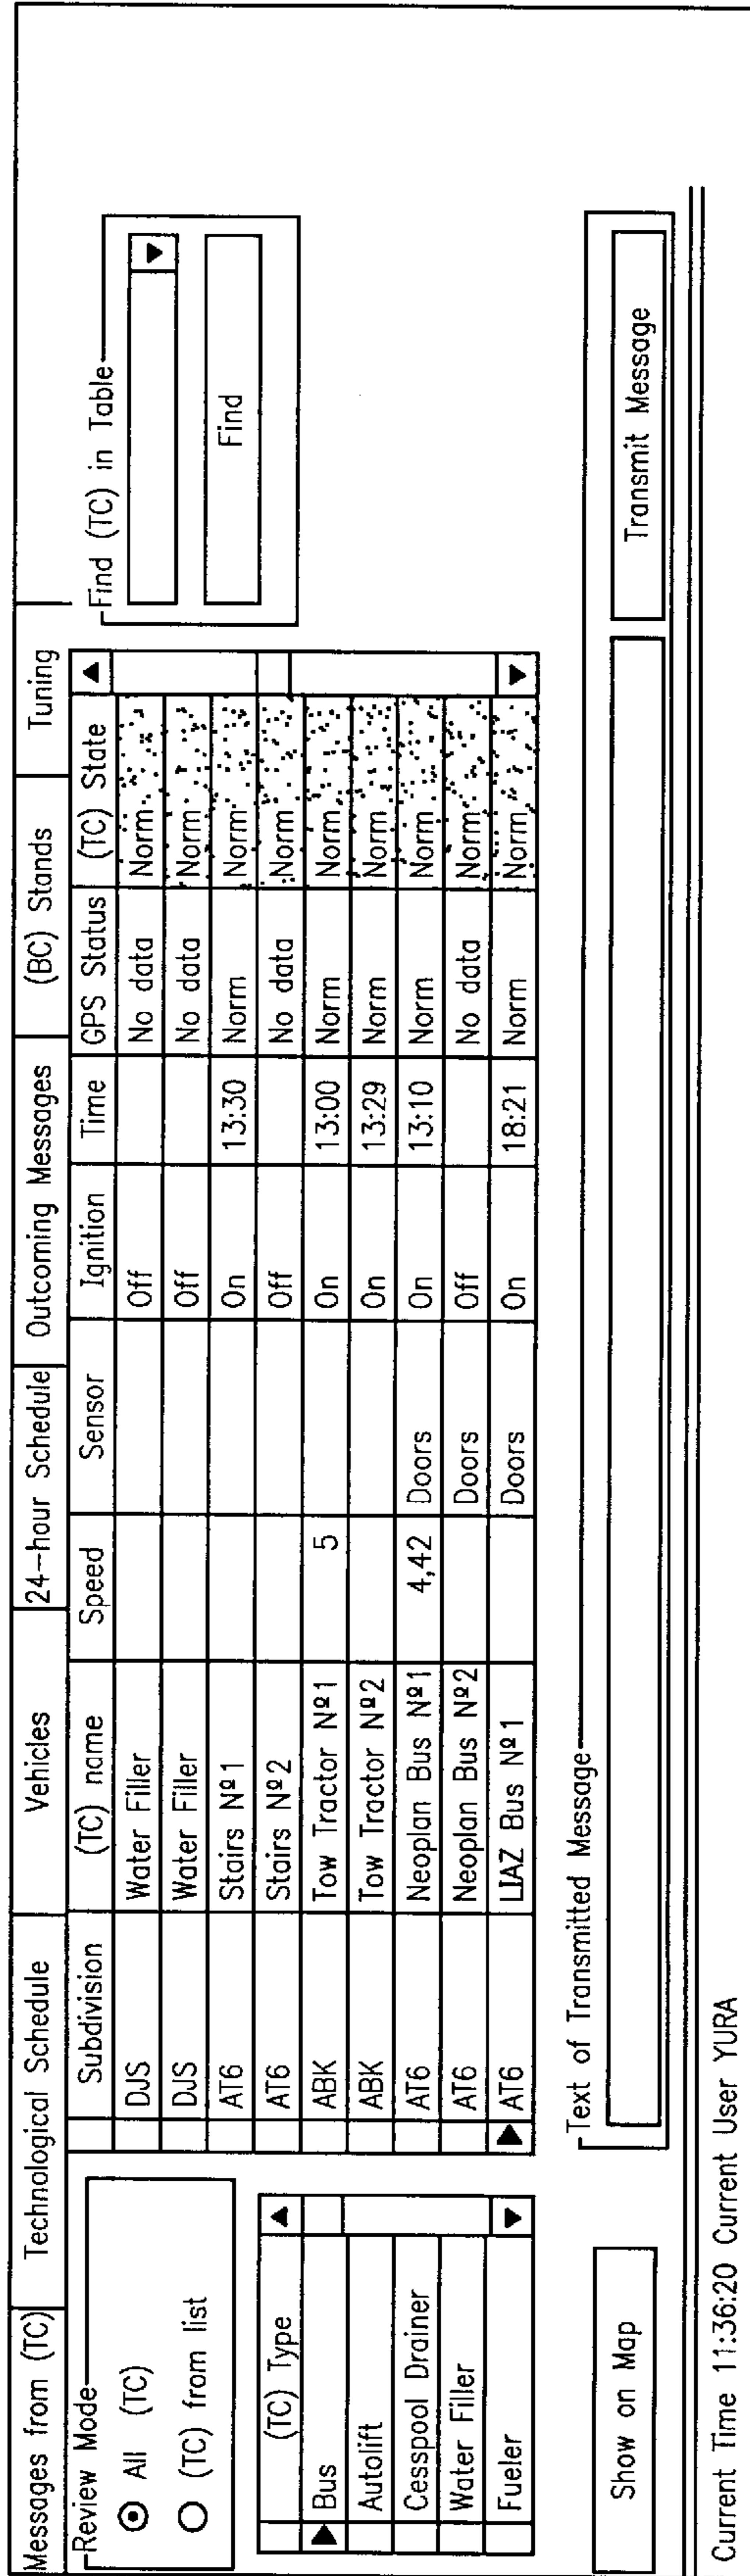 Messages from (TC) Technological Schedule Vehicles 24-hour Schedule Outcoming Messages (BC) Stands Tuning
Review Mode
All (TC)
(TC) from list
(TC) Type
Bus
Autolift
Cesspool Drainer
Water Filler
Fueler
Subdivision (TC) name Speed Sensor Ignition Time GPS Status (TC) State
DJS Water Filler Off No data Norm
DJS Water Filler Off No data Norm
AT6 Stairs Nº1 On 13:30 Norm Norm
AT6 Stairs Nº2 Off No data Norm
ABK Tow Tractor Nº1 5 On 13:00 Norm Norm
ABK Tow Tractor Nº2 On 13:29 Norm Norm
AT6 Neoplan Bus Nº1 4,42 Doors On 13:10 Norm Norm
AT6 Neoplan Bus Nº2 Doors Off No data Norm
AT6 LIAZ Bus Nº1 Doors On 18:21 Norm Norm
Find (TC) in Table
Find
Show on Map
Text of Transmitted Message
Transmit Message
Current Time 11:36:20 Current User YURA